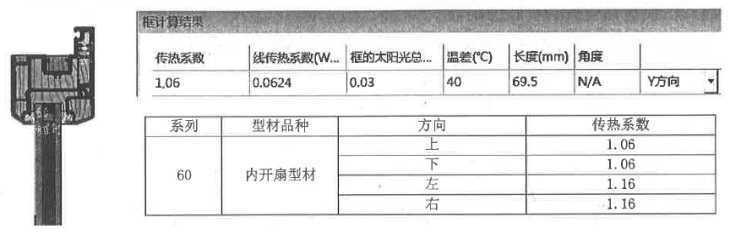 框计算结果
传热系数 线传热系数(W... 框的太阳光总... 温差(℃) 长度(mm) 角度
1.06 0.0624 0.03 40 69.5 N/A Y方向
系列 型材品种 方向 传热系数
60 内开扇型材 上 1.06
下 1.06
左 1.16
右 1.16